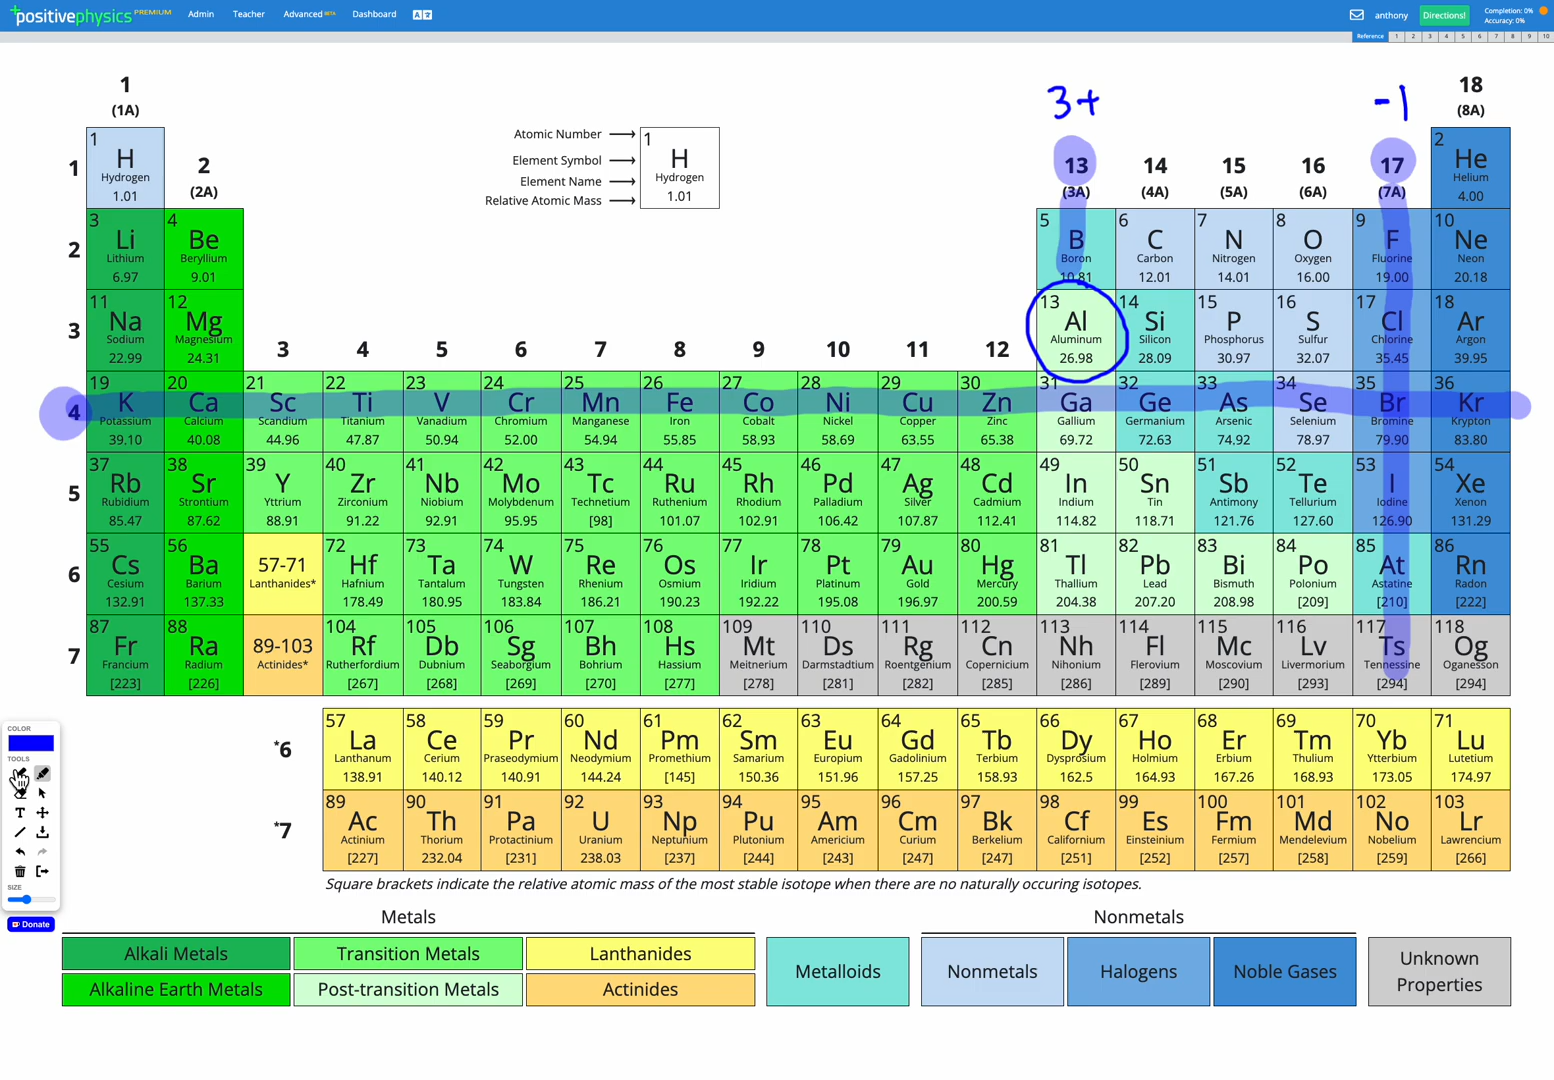 +positivephysics PREMIUM Admin Teacher Advanced BETA Dashboard anthony Directions! Completion: 0%
Accuracy: 0%
Reference 1 2 3 4 5 6 7 8 9 10
3+ -1
1 18
(1A) (8A)
Atomic Number 1
Element Symbol H
Element Name Hydrogen
Relative Atomic Mass 1.01
2 13 14 15 16 17
(2A) (3A) (4A) (5A) (6A) (7A)
1
1 H Hydrogen 1.01
2 He Helium 4.00
2
3 Li Lithium 6.97
4 Be Beryllium 9.01
5 B Boron 10.81
6 C Carbon 12.01
7 N Nitrogen 14.01
8 O Oxygen 16.00
9 F Fluorine 19.00
10 Ne Neon 20.18
3
11 Na Sodium 22.99
12 Mg Magnesium 24.31
3 4 5 6 7 8 9 10 11 12
13 Al Aluminum 26.98
14 Si Silicon 28.09
15 P Phosphorus 30.97
16 S Sulfur 32.07
17 Cl Chlorine 35.45
18 Ar Argon 39.95
4
19 K Potassium 39.10
20 Ca Calcium 40.08
21 Sc Scandium 44.96
22 Ti Titanium 47.87
23 V Vanadium 50.94
24 Cr Chromium 52.00
25 Mn Manganese 54.94
26 Fe Iron 55.85
27 Co Cobalt 58.93
28 Ni Nickel 58.69
29 Cu Copper 63.55
30 Zn Zinc 65.38
31 Ga Gallium 69.72
32 Ge Germanium 72.63
33 As Arsenic 74.92
34 Se Selenium 78.97
35 Br Bromine 79.90
36 Kr Krypton 83.80
5
37 Rb Rubidium 85.47
38 Sr Strontium 87.62
39 Y Yttrium 88.91
40 Zr Zirconium 91.22
41 Nb Niobium 92.91
42 Mo Molybdenum 95.95
43 Tc Technetium [98]
44 Ru Ruthenium 101.07
45 Rh Rhodium 102.91
46 Pd Palladium 106.42
47 Ag Silver 107.87
48 Cd Cadmium 112.41
49 In Indium 114.82
50 Sn Tin 118.71
51 Sb Antimony 121.76
52 Te Tellurium 127.60
53 I Iodine 126.90
54 Xe Xenon 131.29
6
55 Cs Cesium 132.91
56 Ba Barium 137.33
57-71 Lanthanides*
72 Hf Hafnium 178.49
73 Ta Tantalum 180.95
74 W Tungsten 183.84
75 Re Rhenium 186.21
76 Os Osmium 190.23
77 Ir Iridium 192.22
78 Pt Platinum 195.08
79 Au Gold 196.97
80 Hg Mercury 200.59
81 Tl Thallium 204.38
82 Pb Lead 207.20
83 Bi Bismuth 208.98
84 Po Polonium [209]
85 At Astatine [210]
86 Rn Radon [222]
7
87 Fr Francium [223]
88 Ra Radium [226]
89-103 Actinides*
104 Rf Rutherfordium [267]
105 Db Dubnium [268]
106 Sg Seaborgium [269]
107 Bh Bohrium [270]
108 Hs Hassium [277]
109 Mt Meitnerium [278]
110 Ds Darmstadtium [281]
111 Rg Roentgenium [282]
112 Cn Copernicium [285]
113 Nh Nihonium [286]
114 Fl Flerovium [289]
115 Mc Moscovium [290]
116 Lv Livermorium [293]
117 Ts Tennessine [294]
118 Og Oganesson [294]
*6
57 La Lanthanum 138.91
58 Ce Cerium 140.12
59 Pr Praseodymium 140.91
60 Nd Neodymium 144.24
61 Pm Promethium [145]
62 Sm Samarium 150.36
63 Eu Europium 151.96
64 Gd Gadolinium 157.25
65 Tb Terbium 158.93
66 Dy Dysprosium 162.5
67 Ho Holmium 164.93
68 Er Erbium 167.26
69 Tm Thulium 168.93
70 Yb Ytterbium 173.05
71 Lu Lutetium 174.97
*7
89 Ac Actinium [227]
90 Th Thorium 232.04
91 Pa Protactinium [231]
92 U Uranium 238.03
93 Np Neptunium [237]
94 Pu Plutonium [244]
95 Am Americium [243]
96 Cm Curium [247]
97 Bk Berkelium [247]
98 Cf Californium [251]
99 Es Einsteinium [252]
100 Fm Fermium [257]
101 Md Mendelevium [258]
102 No Nobelium [259]
103 Lr Lawrencium [266]
COLOR
TOOLS
T
SIZE
Donate
Square brackets indicate the relative atomic mass of the most stable isotope when there are no naturally occuring isotopes.
Metals Nonmetals
Alkali Metals Transition Metals Lanthanides
Alkaline Earth Metals Post-transition Metals Actinides
Metalloids Nonmetals Halogens Noble Gases
Unknown
Properties